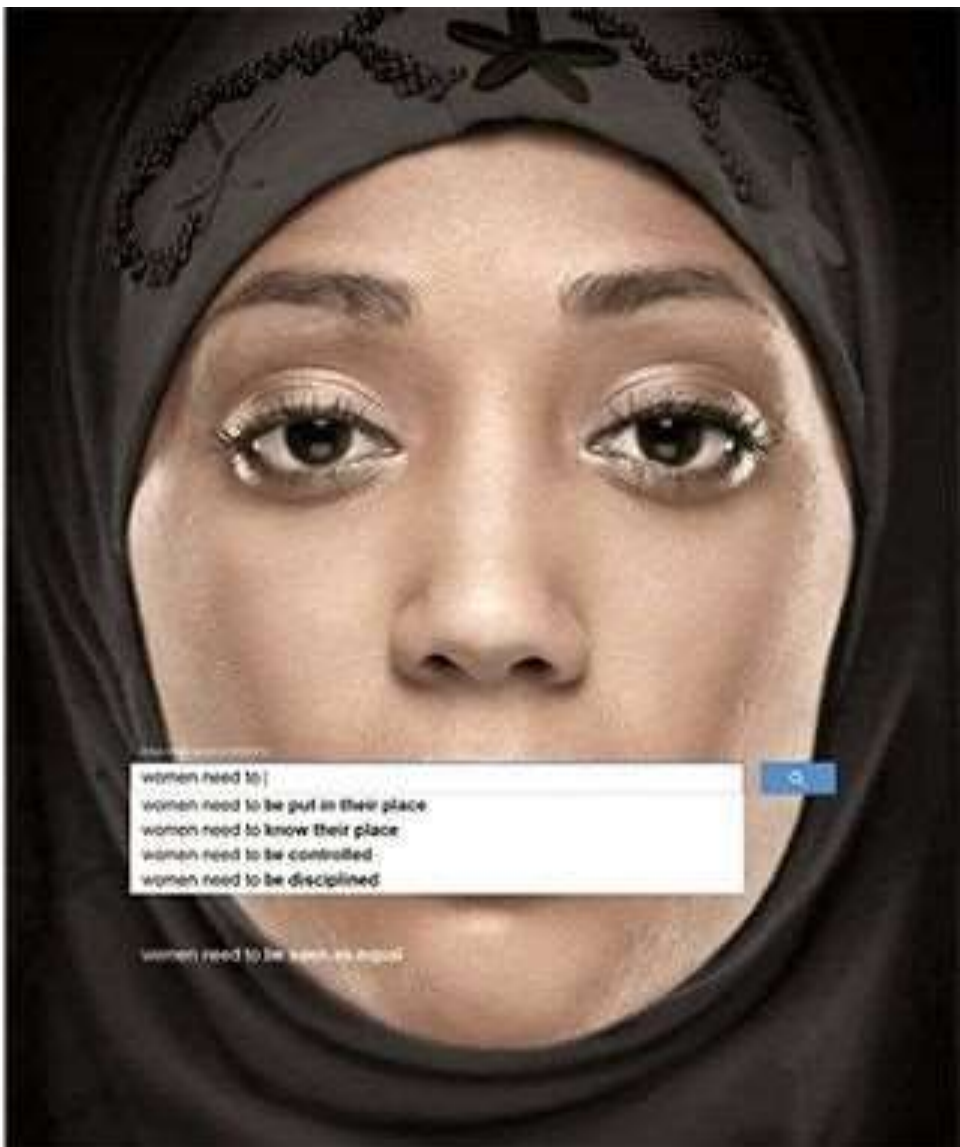 women need to
women need to be put in their place
women need to know their place
women need to be controlled
women need to be disciplined
women need to be seen as equal